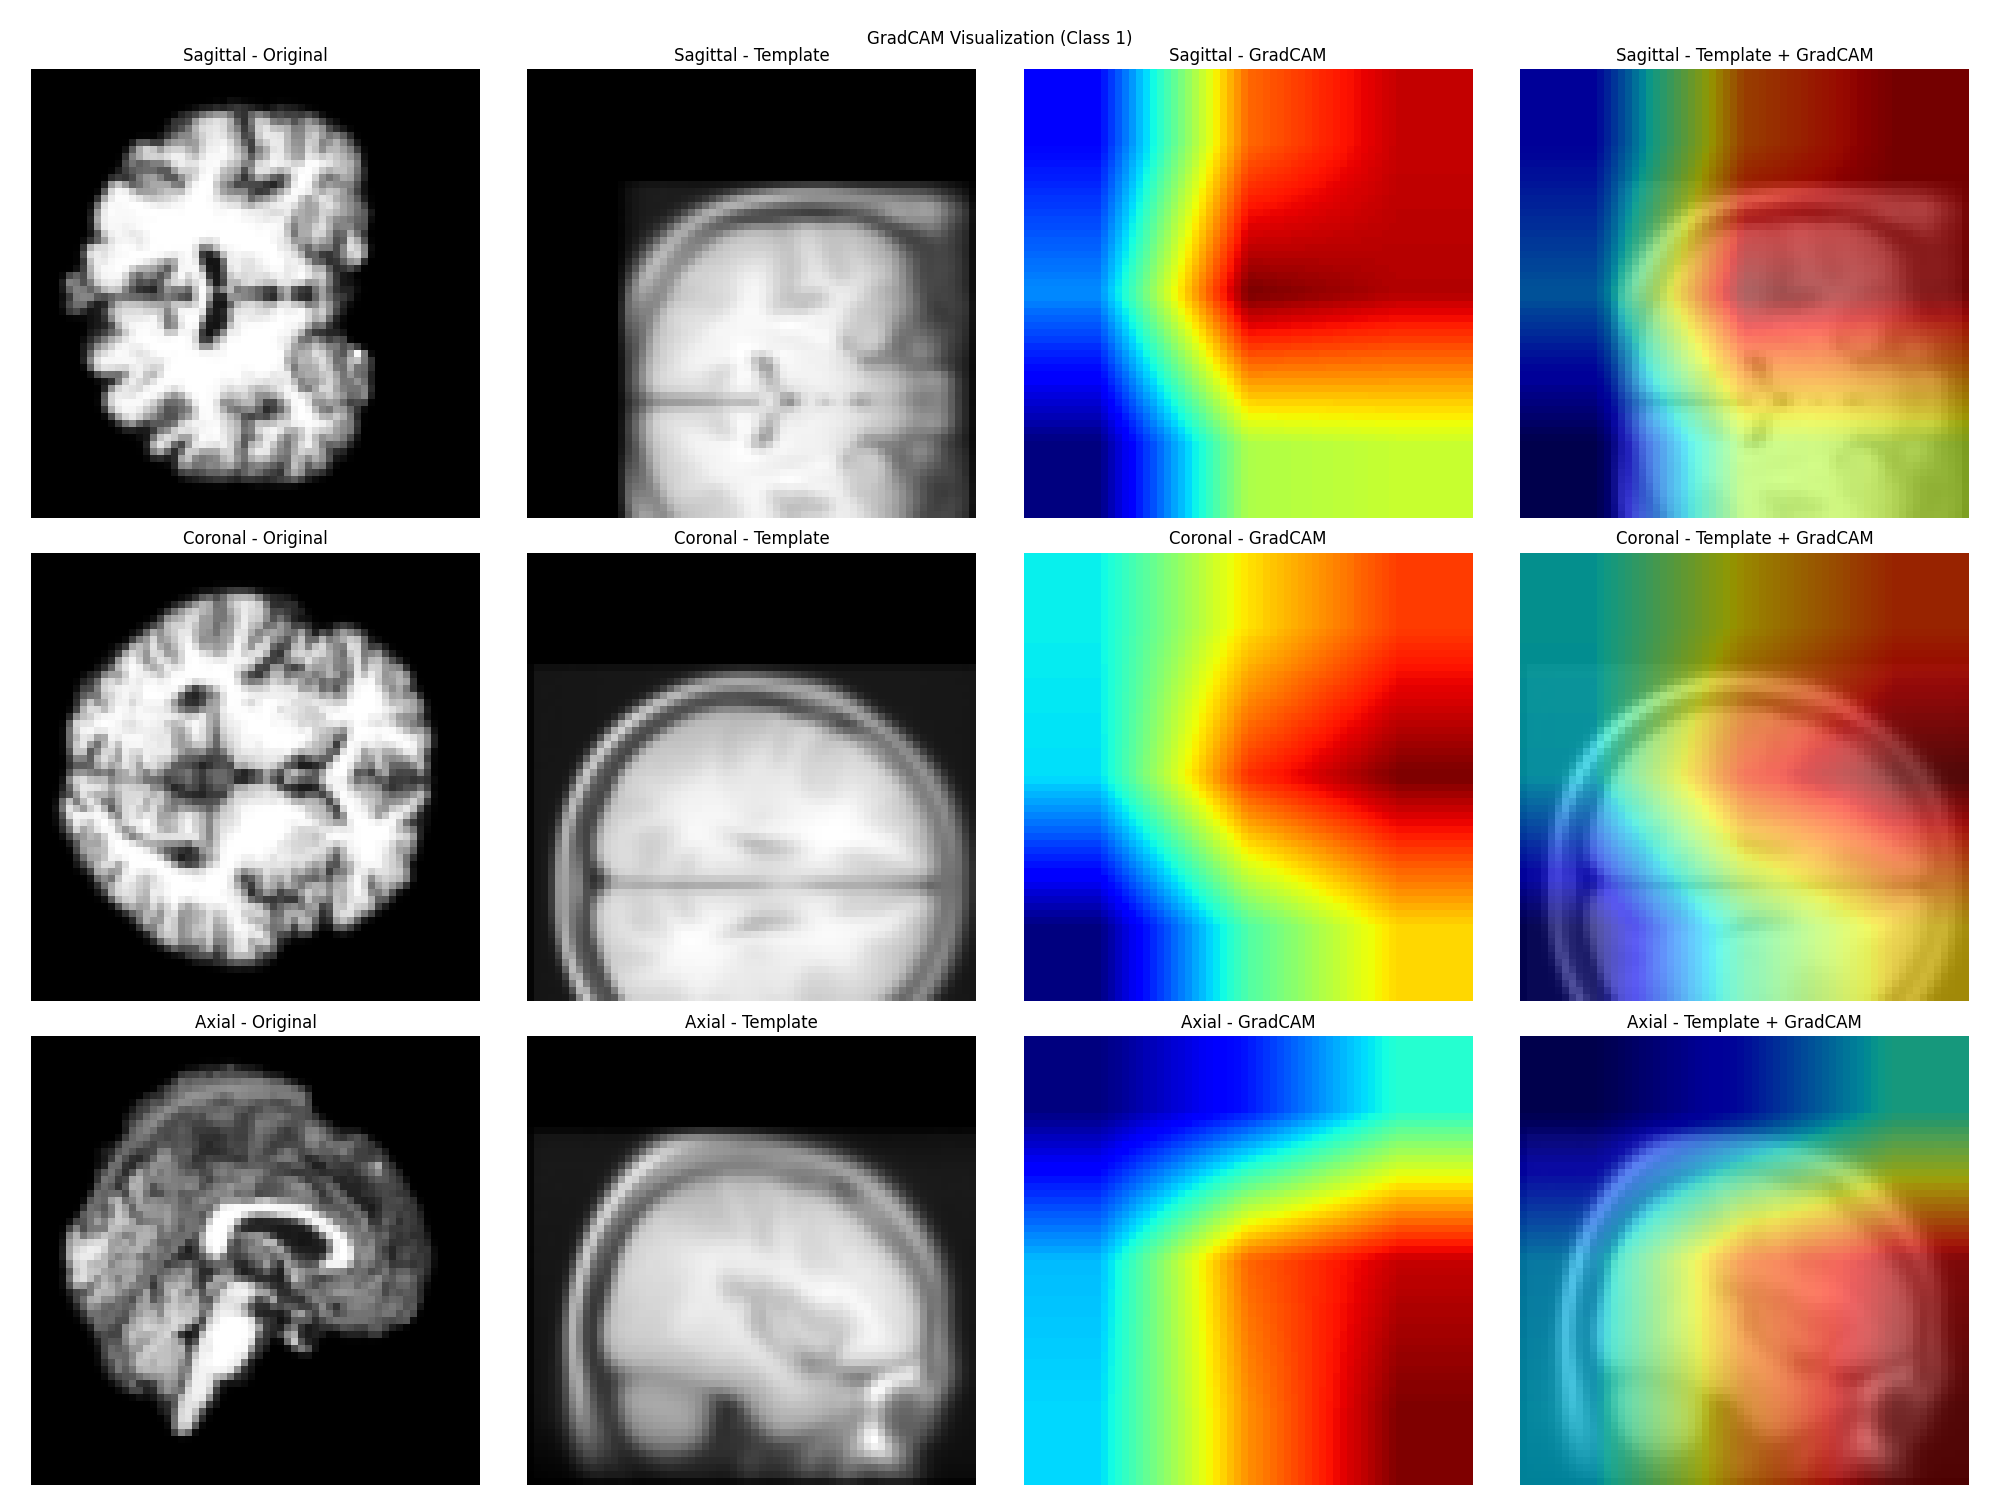 GradCAM Visualization (Class 1)
Sagittal - Original
Sagittal - Template
Sagittal - GradCAM
Sagittal - Template + GradCAM
Coronal - Original
Coronal - Template
Coronal - GradCAM
Coronal - Template + GradCAM
Axial - Original
Axial - Template
Axial - GradCAM
Axial - Template + GradCAM